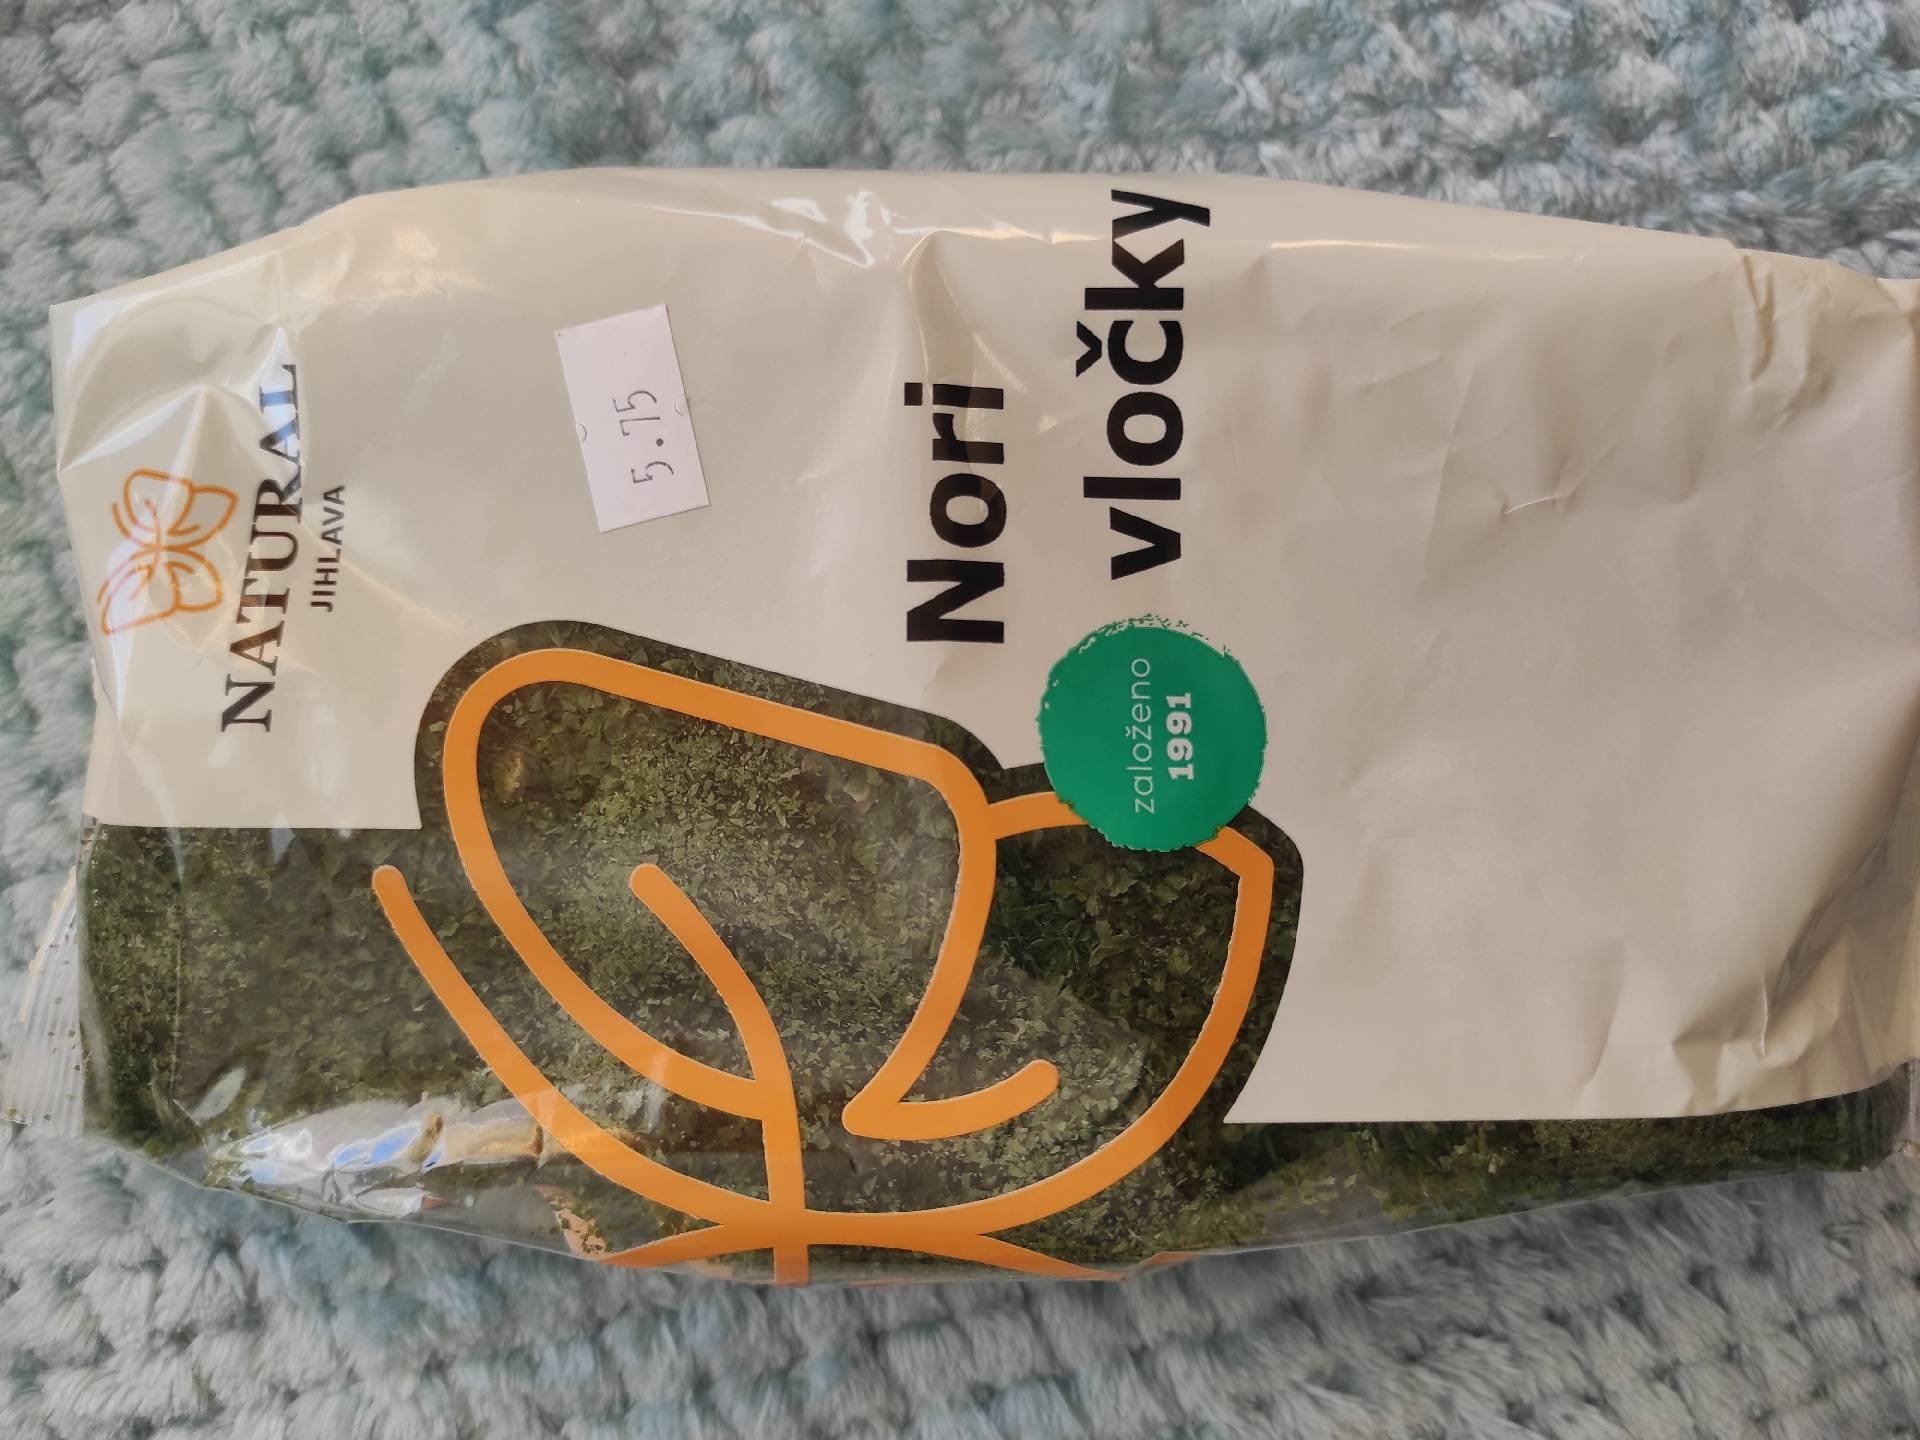 NATURAL
JIHLAVA
5.75
Nori
vločky
založeno
1991